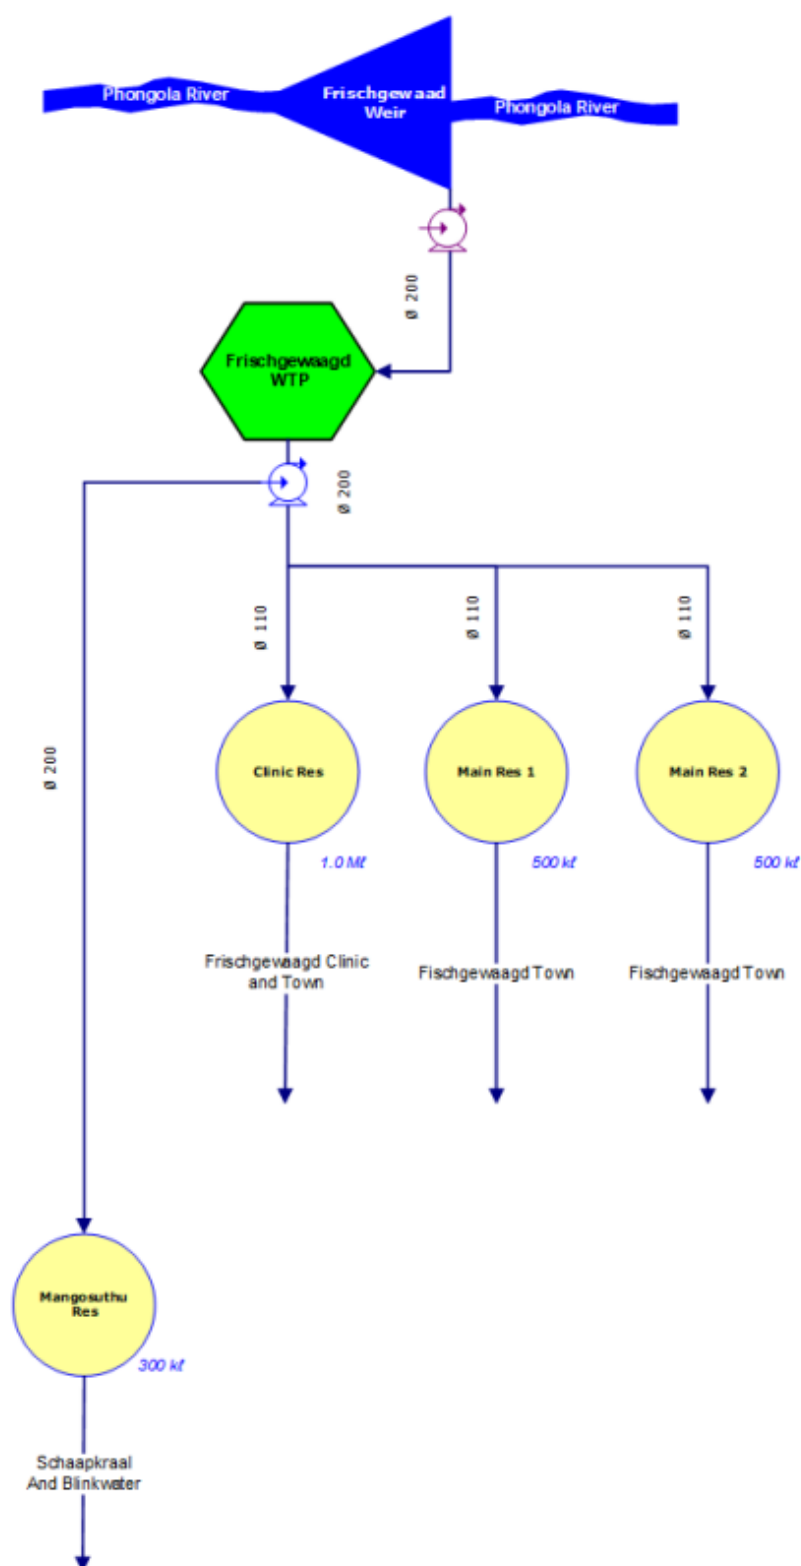 Phongola River
Frischgewaad
Weir
Phongola River
Ø 200
Frischgewaagd
WTP
Ø 200
Ø 110
Ø 110
Ø 110
Ø 200
Clinic Res
Main Res 1
Main Res 2
1.0 Mℓ
500 kℓ
500 kℓ
Frischgewaagd Clinic
and Town
Fischgewaagd Town
Fischgewaagd Town
Mangosuthu
Res
300 kℓ
Schaapkraal
And Blinkwater